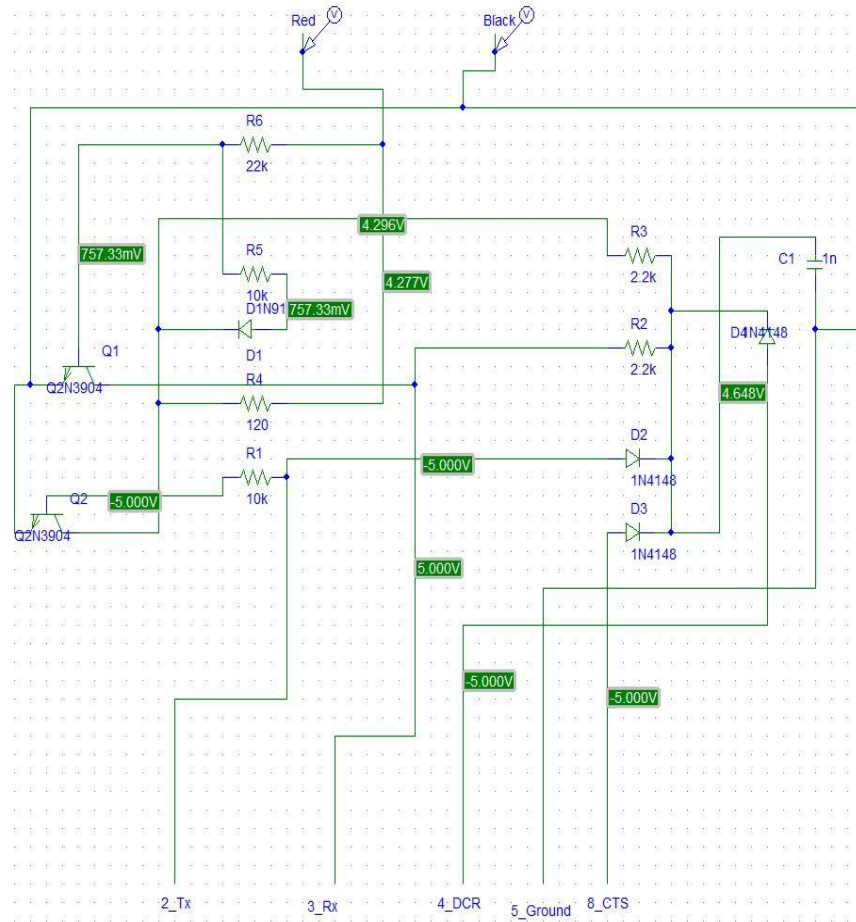 Red
V
Black
V
R6
22k
4.296V
757.33mV
R3
2.2k
R5
10k
4.277V
C1
1n
D1N91
757.33mV
D1
R2
2.2k
D4
1N4148
Q1
Q2N3904
R4
120
4.648V
R1
10k
-5.000V
D2
1N4148
Q2
-5.000V
Q2N3904
D3
1N4148
5.000V
-5.000V
-5.000V
2_Tx
3_Rx
4_DCR
5_Ground
8_CTS